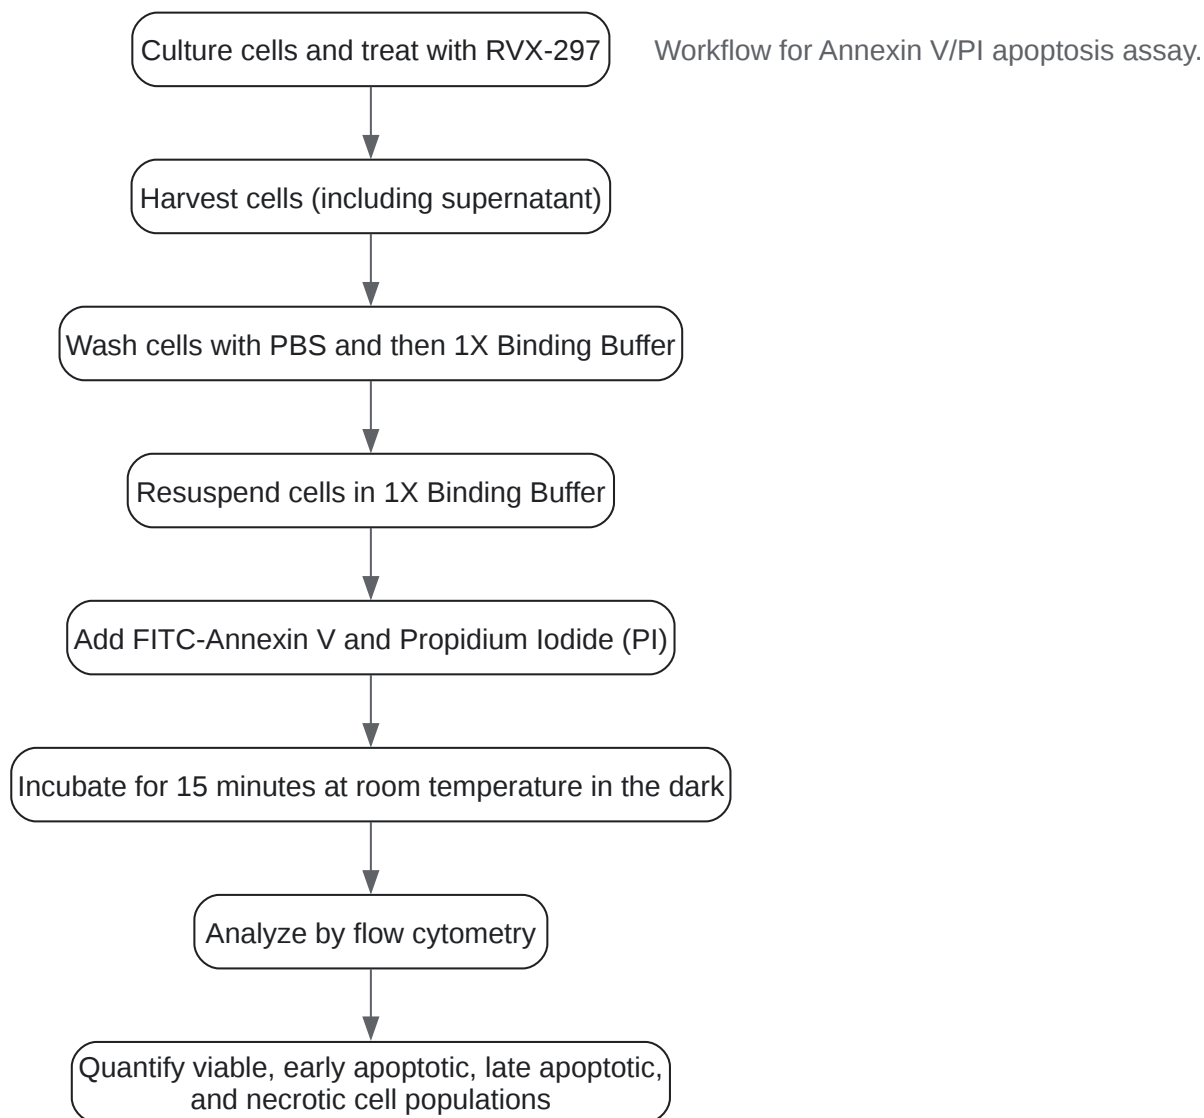 Culture cells and treat with RVX-297
Workflow for Annexin V/PI apoptosis assay.
Harvest cells (including supernatant)
Wash cells with PBS and then 1X Binding Buffer
Resuspend cells in 1X Binding Buffer
Add FITC-Annexin V and Propidium Iodide (PI)
Incubate for 15 minutes at room temperature in the dark
Analyze by flow cytometry
Quantify viable, early apoptotic, late apoptotic,
and necrotic cell populations